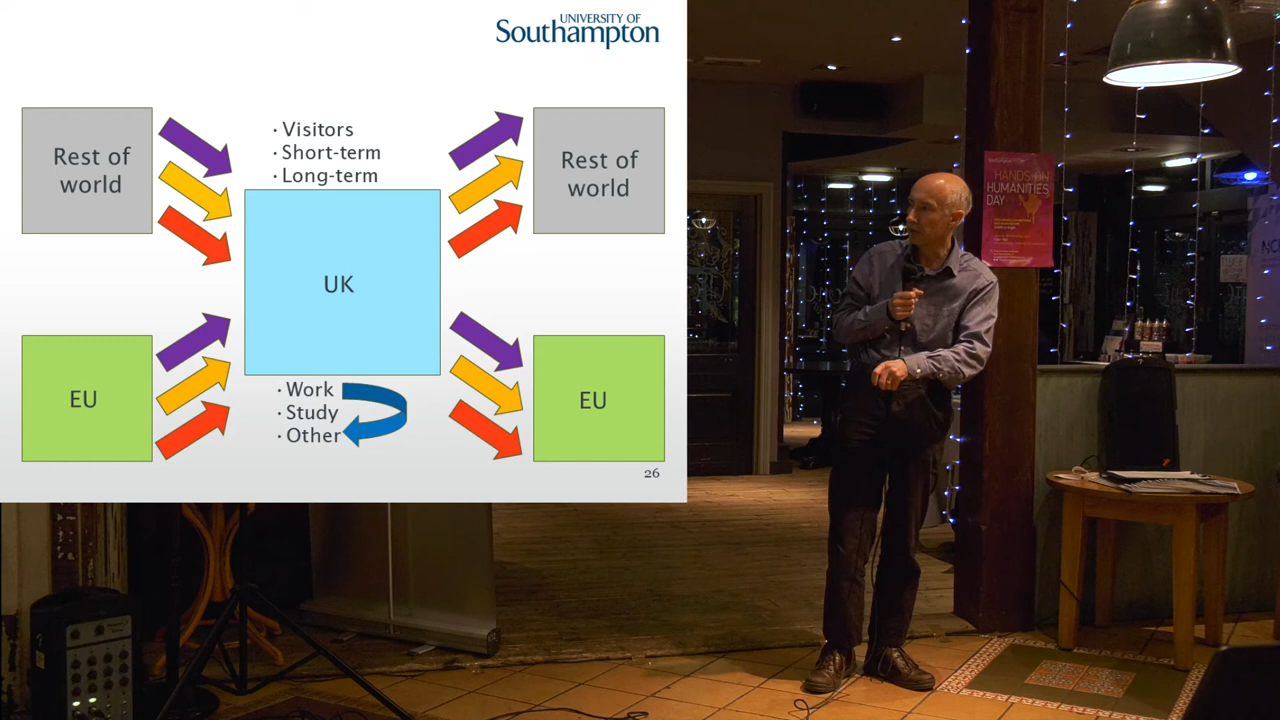 UNIVERSITY OF
Southampton
Rest of
world
· Visitors
· Short-term
· Long-term
Rest of
world
UK
EU
· Work
· Study
· Other
EU
26
HANDS-ON
HUMANITIES
DAY